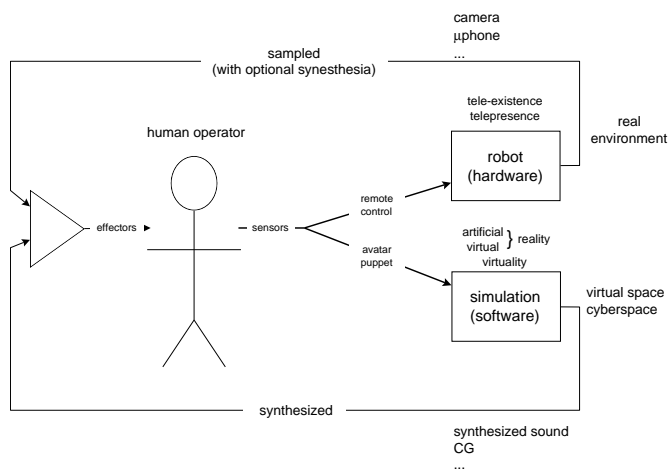 camera
μphone
...
sampled
(with optional synesthesia)
tele-existence
telepresence
real
environment
human operator
robot
(hardware)
remote
control
effectors
sensors
artificial
virtual } reality
virtuality
avatar
puppet
simulation
(software)
virtual space
cyberspace
synthesized
synthesized sound
CG
...